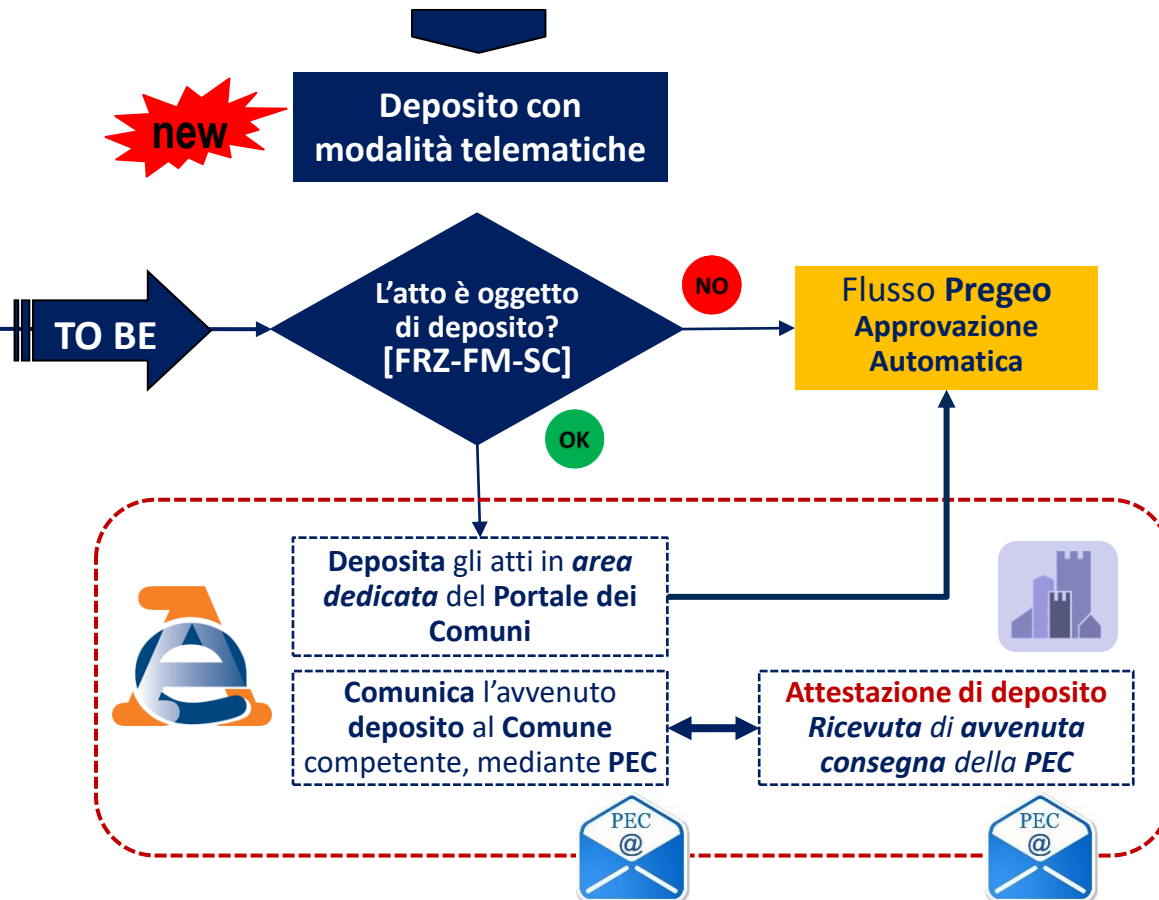 Deposito con
modalità telematiche
new
TO BE
L'atto è oggetto
di deposito?
[FRZ-FM-SC]
NO
OK
Flusso Pregeo
Approvazione
Automatica
Deposita gli atti in area
dedicata del Portale dei
Comuni
Comunica l'avvenuto
deposito al Comune
competente, mediante PEC
Attestazione di deposito
Ricevuta di avvenuta
consegna della PEC
PEC
@
PEC
@